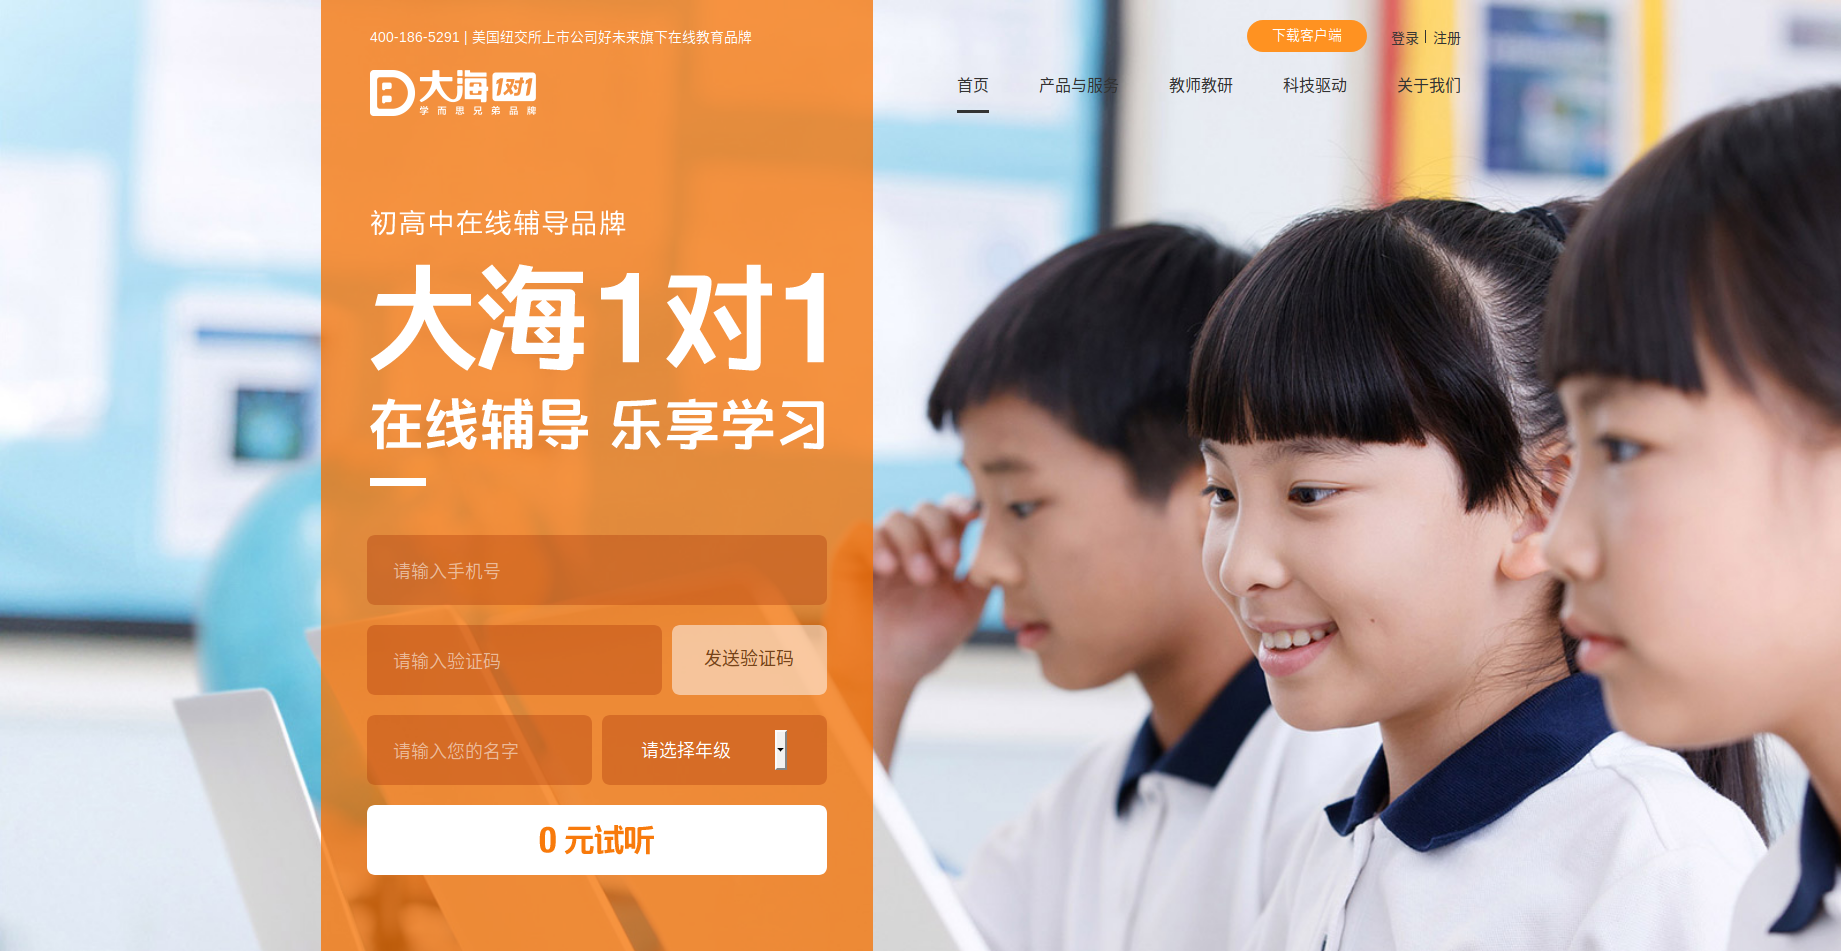 400-186-5291 | 美国纽交所上市公司好未来旗下在线教育品牌
下载客户端
登录 | 注册
大海1对1
学而思兄弟品牌
首页 产品与服务 教师教研 科技驱动 关于我们
初高中在线辅导品牌
大海1对1
在线辅导 乐享学习
请输入手机号
请输入验证码 发送验证码
请输入您的名字 请选择年级
0 元试听